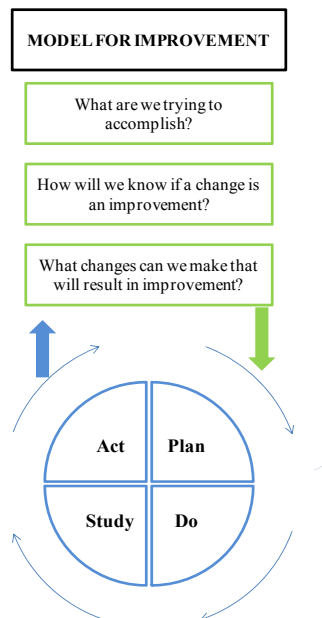 MODEL FOR IMPROVEMENT
What are we trying to
accomplish?
How will we know if a change is
an improvement?
What changes can we make that
will result in improvement?
Act
Plan
Study
Do